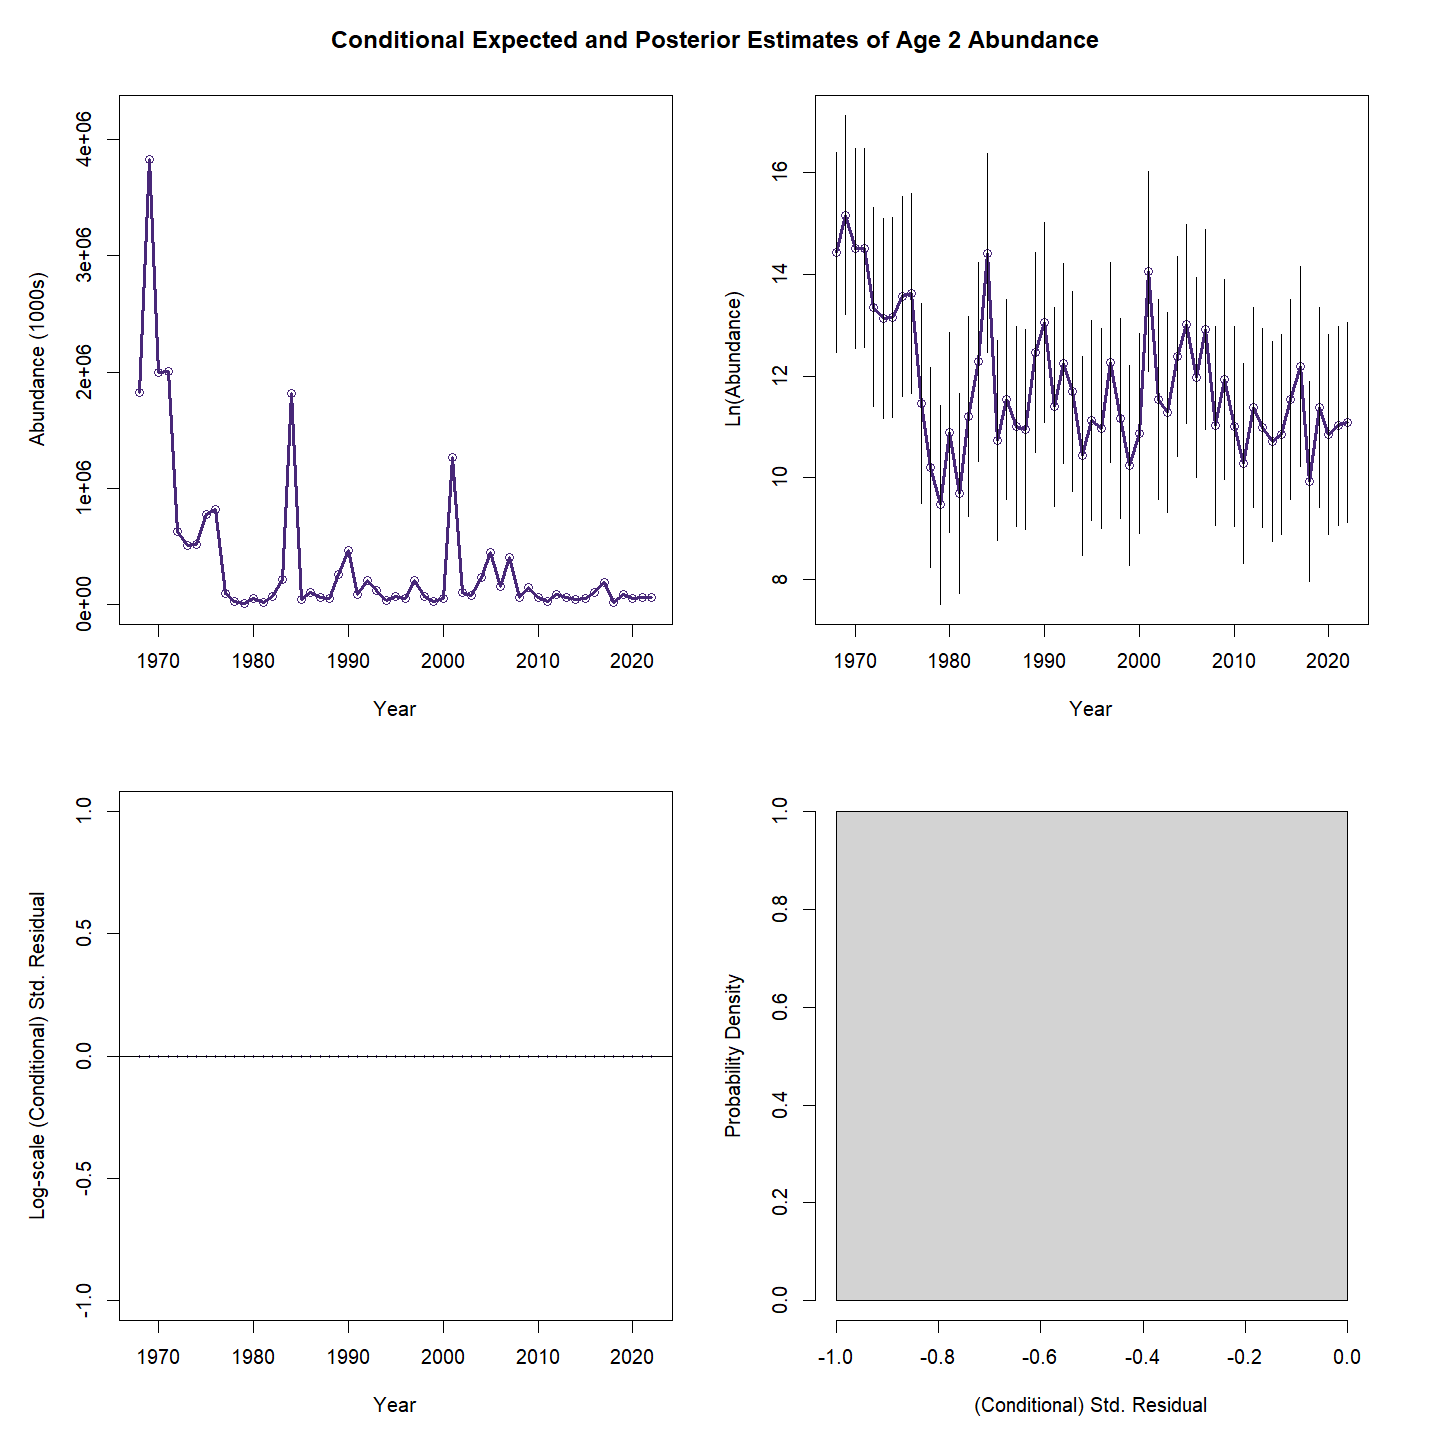 Conditional Expected and Posterior Estimates of Age 2 Abundance
Abundance (1000s)
4e+06
3e+06
2e+06
1e+06
0e+00
1970 1980 1990 2000 2010 2020
Year
Ln(Abundance)
16
14
12
10
8
1970 1980 1990 2000 2010 2020
Year
Log-scale (Conditional) Std. Residual
1.0
0.5
0.0
-0.5
-1.0
1970 1980 1990 2000 2010 2020
Year
Probability Density
1.0
0.8
0.6
0.4
0.2
0.0
-1.0 -0.8 -0.6 -0.4 -0.2 0.0
(Conditional) Std. Residual